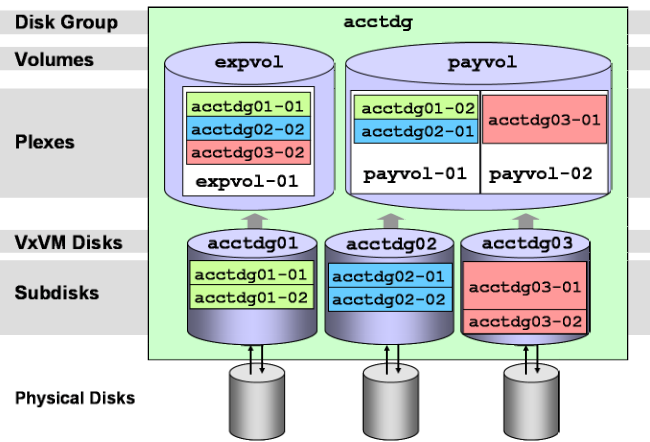 Disk Group
acctdg
Volumes
expvol
payvol
Plexes
acctdg01-01
acctdg02-02
acctdg03-02
expvol-01
acctdg01-02
acctdg02-01
payvol-01
acctdg03-01
payvol-02
VxVM Disks
acctdg01
acctdg02
acctdg03
Subdisks
acctdg01-01
acctdg01-02
acctdg02-01
acctdg02-02
acctdg03-01
acctdg03-02
Physical Disks